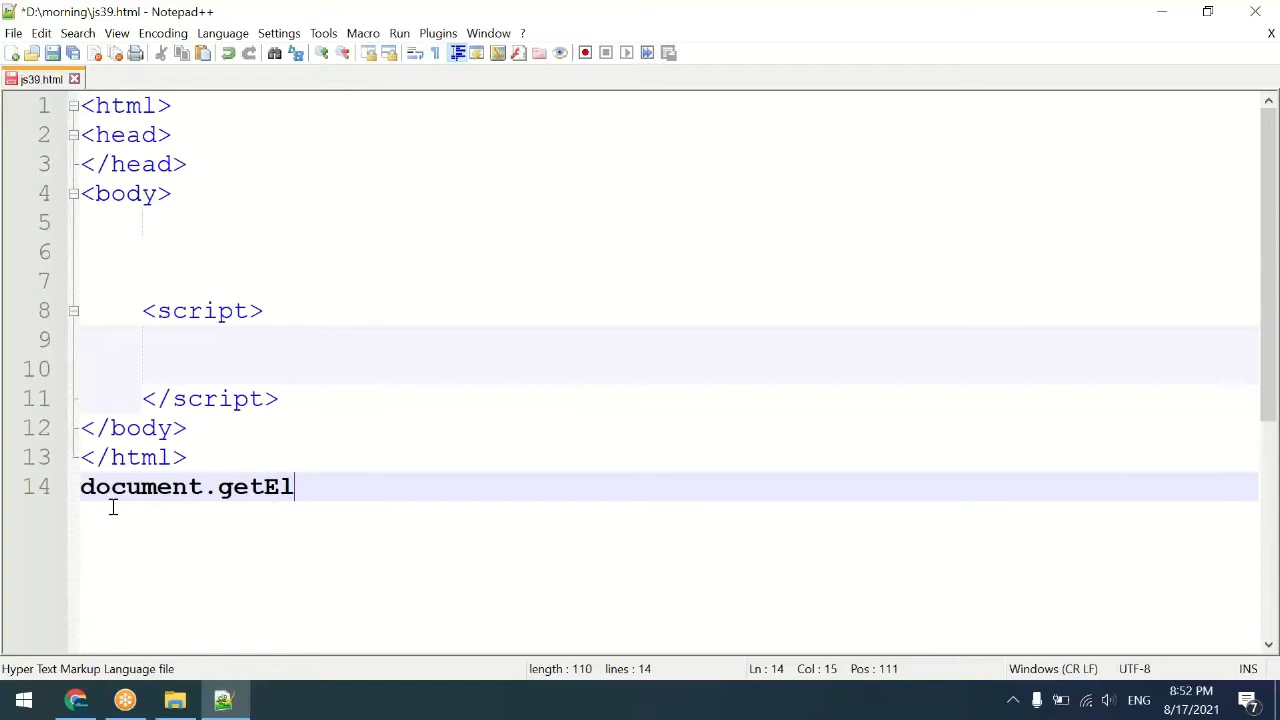 *D:\morning\js39.html - Notepad++
File Edit Search View Encoding Language Settings Tools Macro Run Plugins Window ? X
js39.html
1 <html>
2 <head>
3 </head>
4 <body>
5
6
7
8 <script>
9
10
11 </script>
12 </body>
13 </html>
14 document.getEl
Hyper Text Markup Language file length : 110 lines : 14 Ln : 14 Col : 15 Pos : 111 Windows (CR LF) UTF-8 INS
ENG 8:52 PM
8/17/2021 7